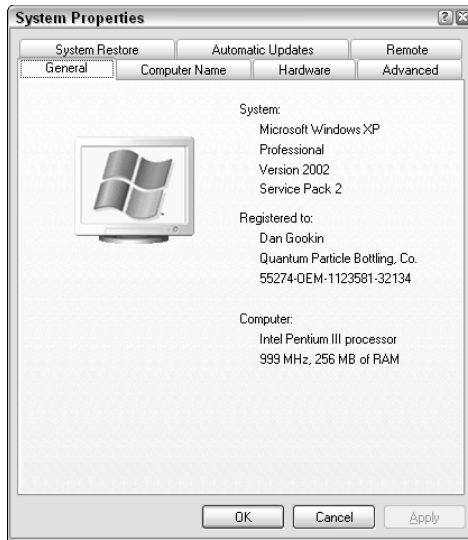 System Properties
System Restore Automatic Updates Remote
General Computer Name Hardware Advanced
System:
Microsoft Windows XP
Professional
Version 2002
Service Pack 2
Registered to:
Dan Gookin
Quantum Particle Bottling, Co.
55274-OEM-1123581-32134
Computer:
Intel Pentium III processor
999 MHz, 256 MB of RAM
OK Cancel Apply